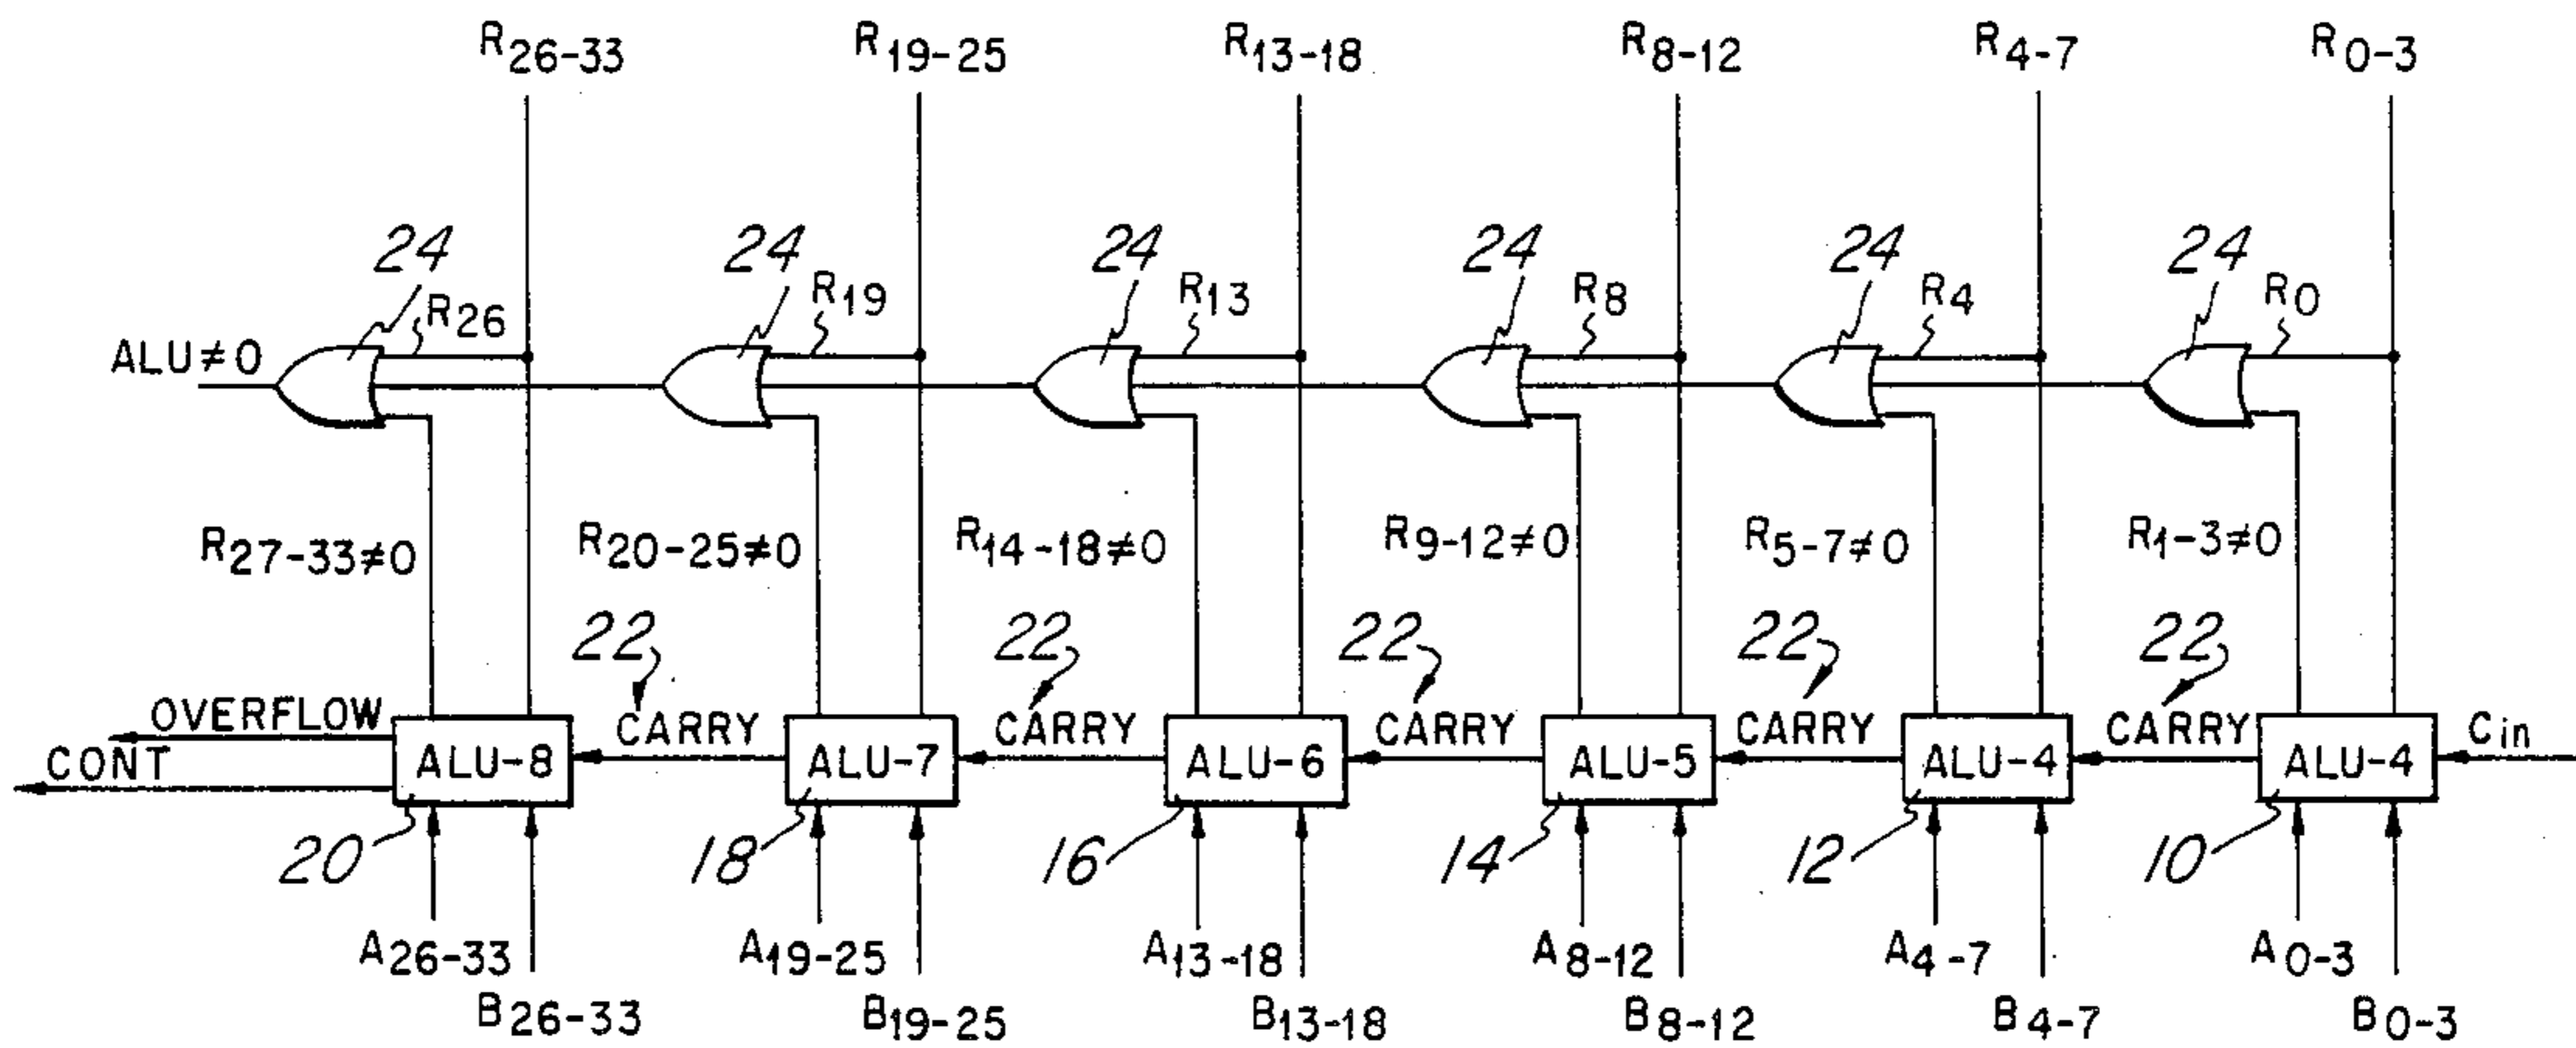 R26-33 R19-25 R13-18 R8-12 R4-7 R0-3
24 24 24 24 24 24
R26 R19 R13 R8 R4 R0
ALU≠0
R27-33≠0 R20-25≠0 R14-18≠0 R9-12≠0 R5-7≠0 R1-3≠0
22 22 22 22 22
OVERFLOW CARRY CARRY CARRY CARRY CARRY Cin
CONT ALU-8 ALU-7 ALU-6 ALU-5 ALU-4 ALU-4
20 18 16 14 12 10
A26-33 A19-25 A13-18 A8-12 A4-7 A0-3
B26-33 B19-25 B13-18 B8-12 B4-7 B0-3